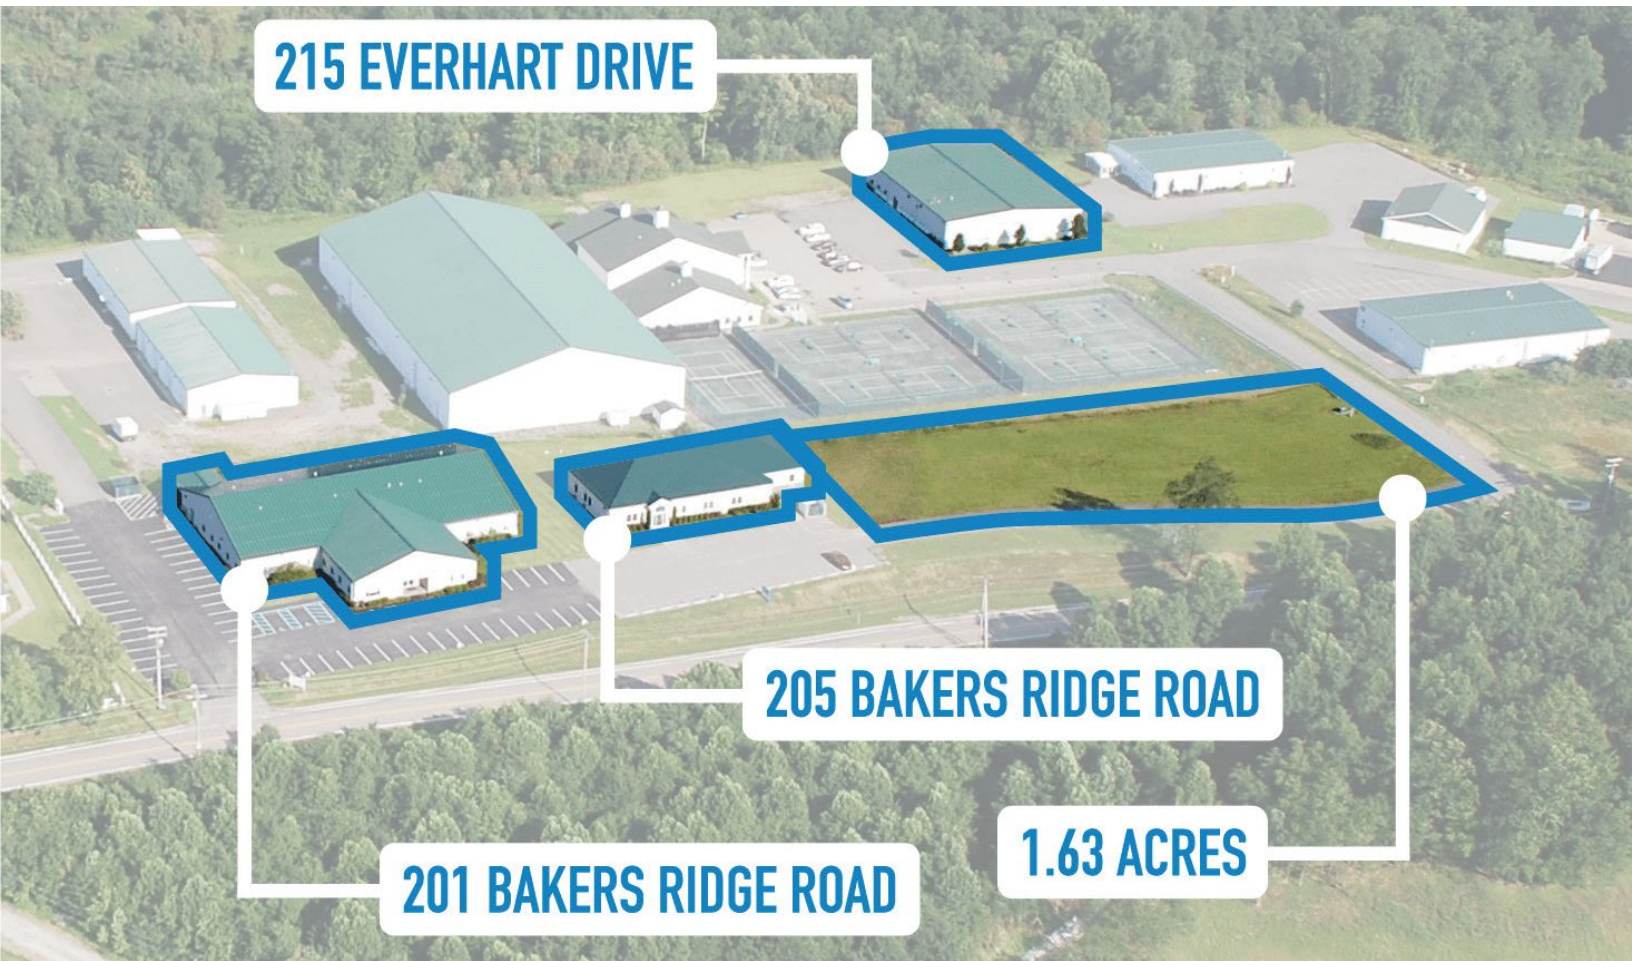 215 EVERHART DRIVE
205 BAKERS RIDGE ROAD
1.63 ACRES
201 BAKERS RIDGE ROAD